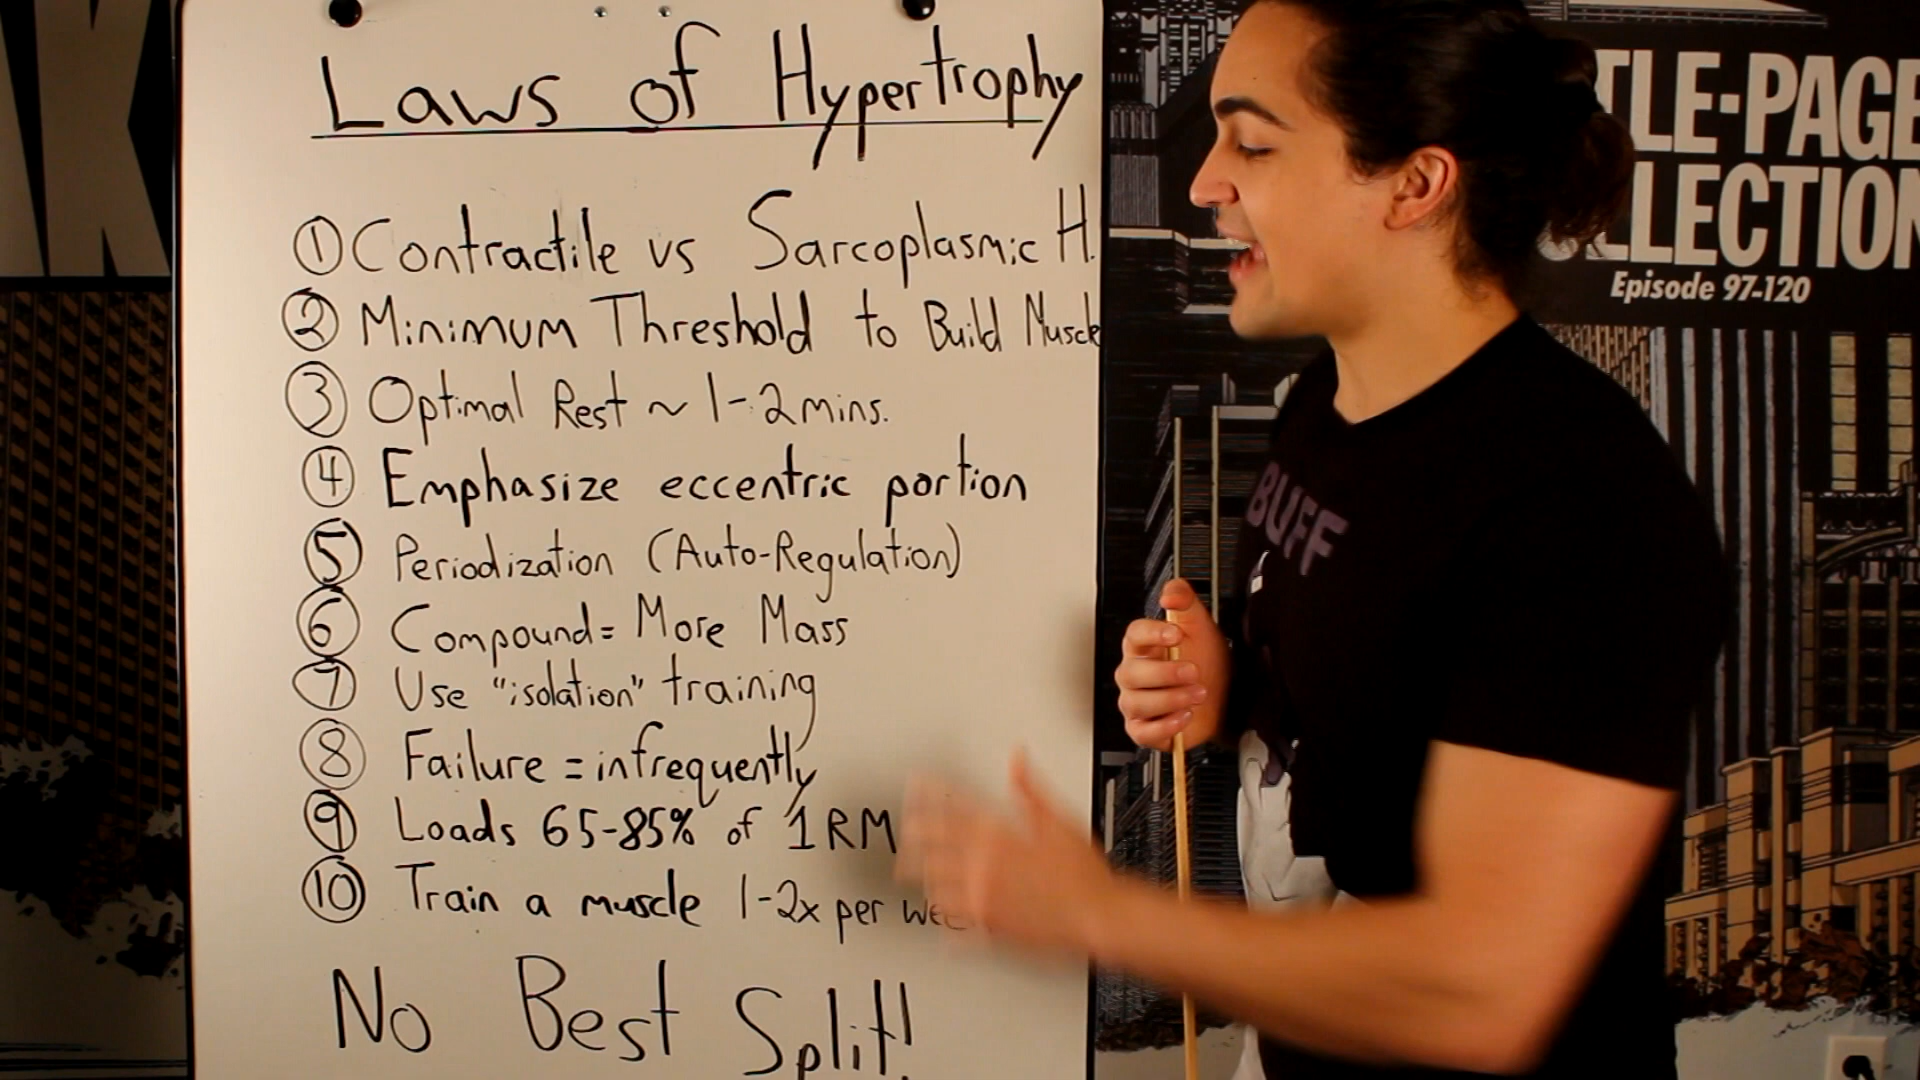 Laws of Hypertrophy
① Contractile vs Sarcoplasmic H.
② Minimum Threshold to Build Muscle
③ Optimal Rest ~ 1-2 mins.
④ Emphasize eccentric portion
⑤ Periodization (Auto-Regulation)
⑥ Compound = More Mass
⑦ Use "isolation" training
⑧ Failure = infrequently
⑨ Loads 65-85% of 1RM
⑩ Train a muscle 1-2x per
No Best Split!
TLE-PAGE
LLECTION
Episode 97-120
BUFF
AK